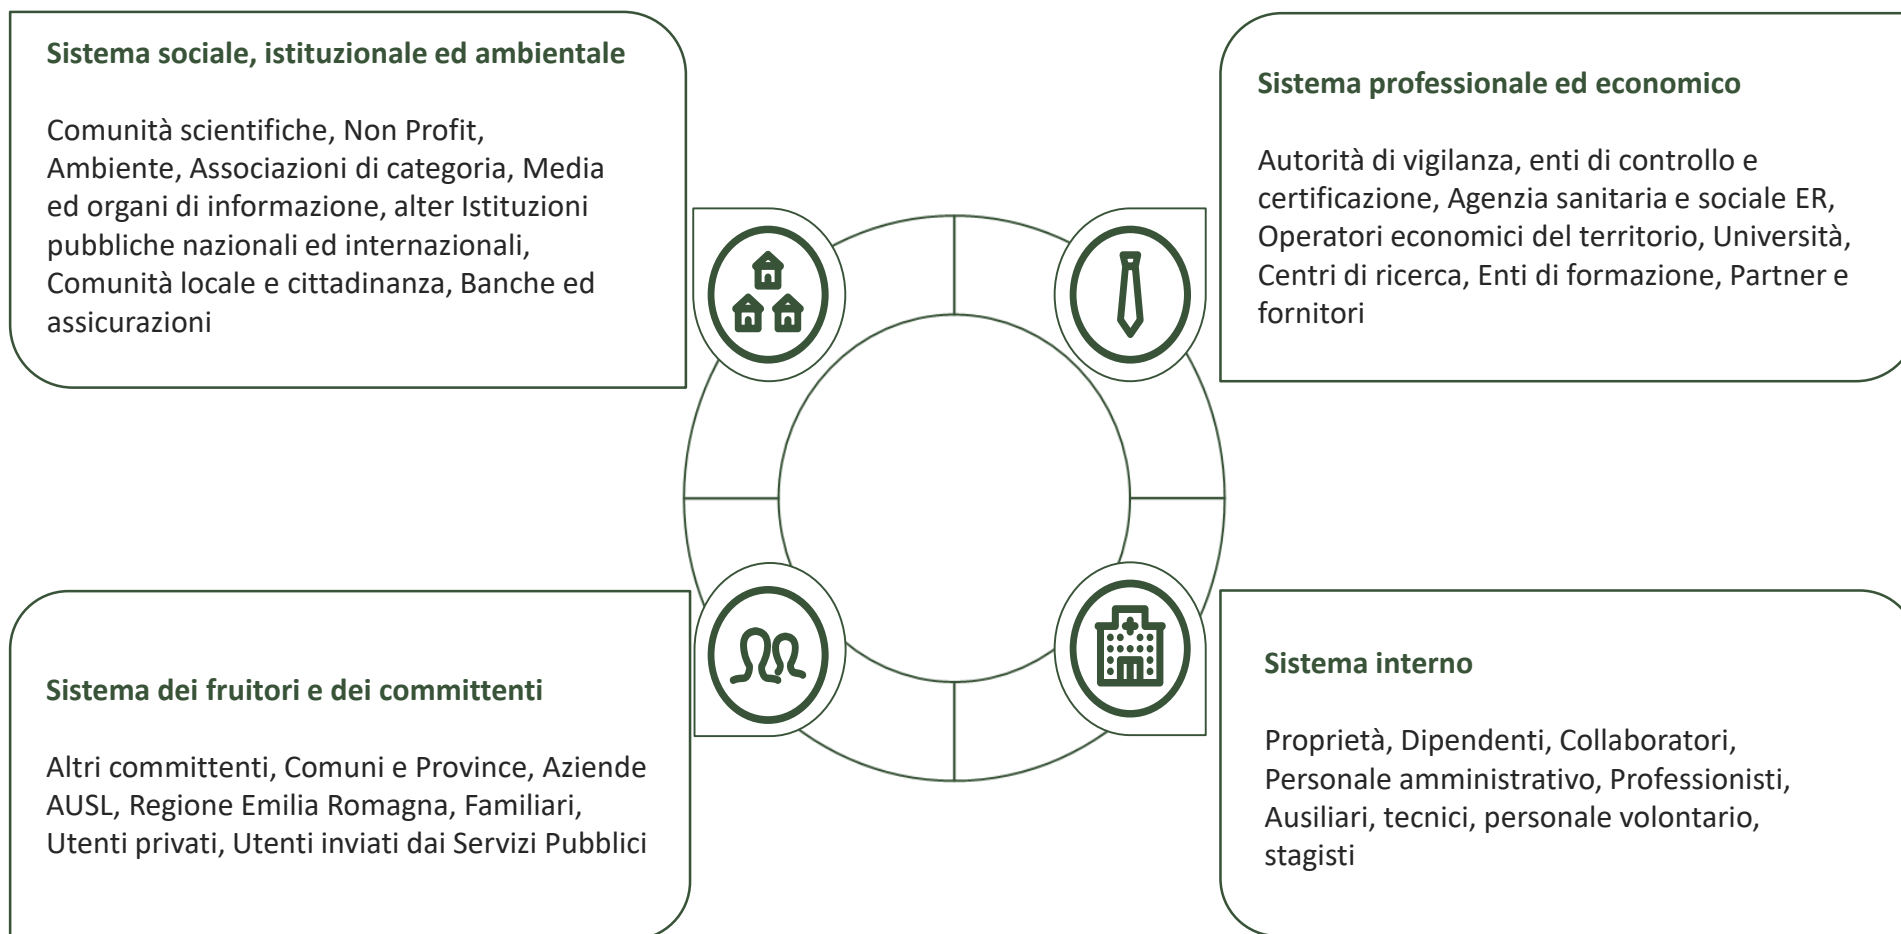 Sistema sociale, istituzionale ed ambientale
Comunità scientifiche, Non Profit,
Ambiente, Associazioni di categoria, Media
ed organi di informazione, alter Istituzioni
pubbliche nazionali ed internazionali,
Comunità locale e cittadinanza, Banche ed
assicurazioni
Sistema professionale ed economico
Autorità di vigilanza, enti di controllo e
certificazione, Agenzia sanitaria e sociale ER,
Operatori economici del territorio, Università,
Centri di ricerca, Enti di formazione, Partner e
fornitori
Sistema dei fruitori e dei committenti
Altri committenti, Comuni e Province, Aziende
AUSL, Regione Emilia Romagna, Familiari,
Utenti privati, Utenti inviati dai Servizi Pubblici
Sistema interno
Proprietà, Dipendenti, Collaboratori,
Personale amministrativo, Professionisti,
Ausiliari, tecnici, personale volontario,
stagisti